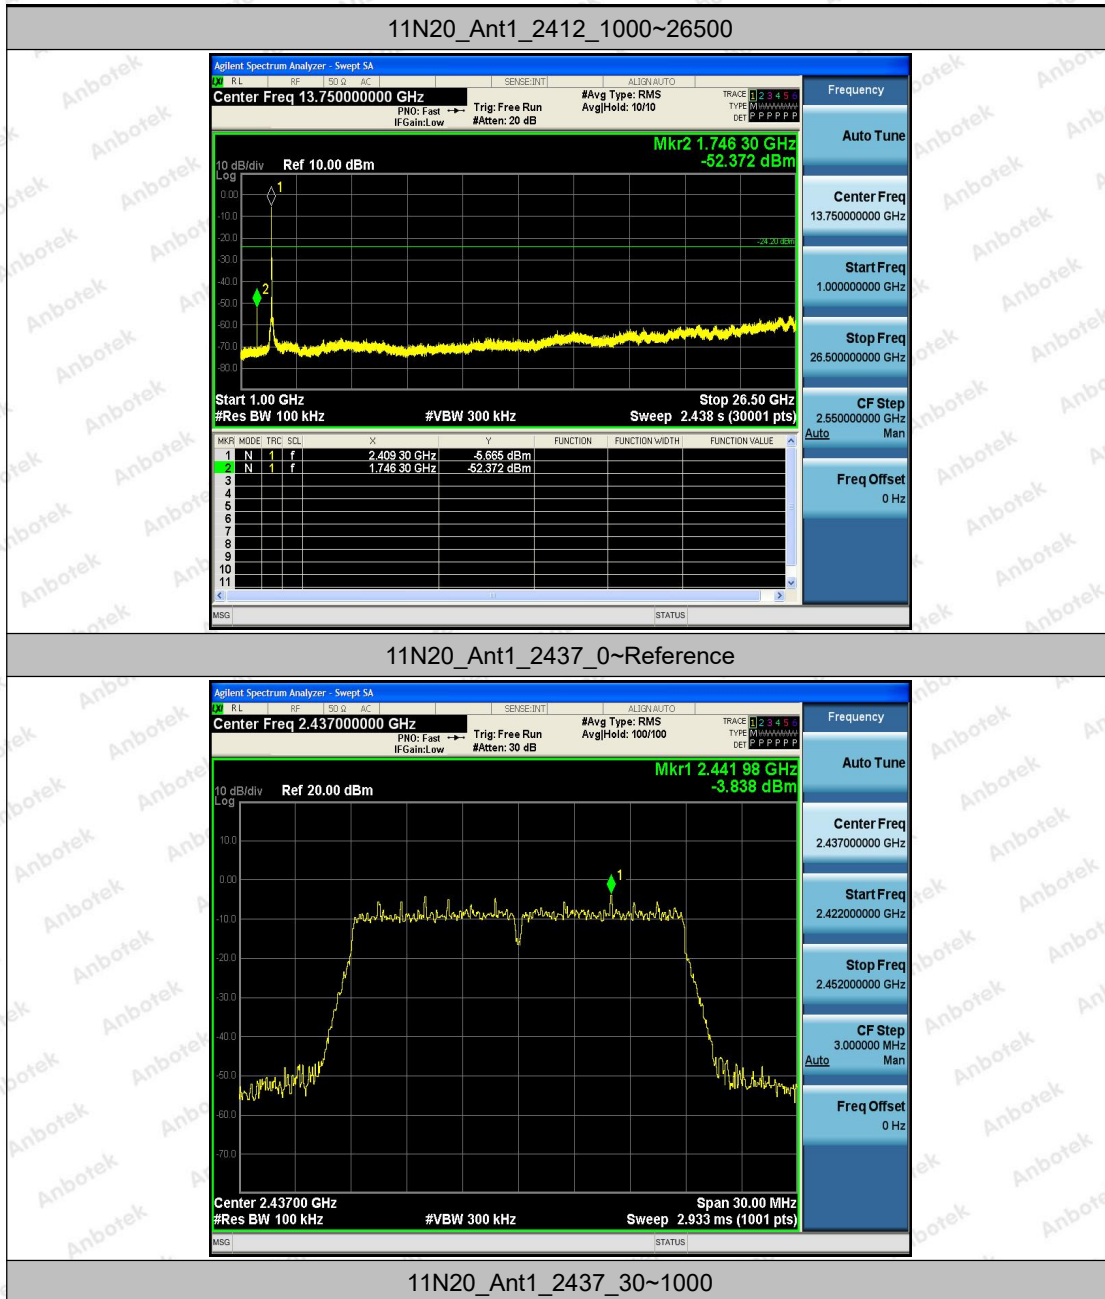 11N20_Ant1_2412_1000~26500
Agilent Spectrum Analyzer - Swept SA
RL RF 50 Ω AC SENSE:INT ALIGN AUTO
Center Freq 13.750000000 GHz
PNO: Fast
IFGain:Low
Trig: Free Run
#Atten: 20 dB
#Avg Type: RMS
Avg|Hold: 10/10
TRACE 1 2 3 4 5 6
TYPE M
DET P P P P P P
Mkr2 1.746 30 GHz
-52.372 dBm
10 dB/div Ref 10.00 dBm
Log
0.00
-10.0
-20.0
-30.0
-40.0
-50.0
-60.0
-70.0
-80.0
1
2
-24.20 dBm
Start 1.00 GHz Stop 26.50 GHz
#Res BW 100 kHz #VBW 300 kHz Sweep 2.438 s (30001 pts)
MKR MODE TRC SCL X Y FUNCTION FUNCTION WIDTH FUNCTION VALUE
1 N 1 f 2.409 30 GHz -5.665 dBm
2 N 1 f 1.746 30 GHz -52.372 dBm
3
4
5
6
7
8
9
10
11
MSG STATUS
Frequency
Auto Tune
Center Freq
13.750000000 GHz
Start Freq
1.000000000 GHz
Stop Freq
26.500000000 GHz
CF Step
2.550000000 GHz
Auto Man
Freq Offset
0 Hz
11N20_Ant1_2437_0~Reference
Agilent Spectrum Analyzer - Swept SA
RL RF 50 Ω AC SENSE:INT ALIGN AUTO
Center Freq 2.437000000 GHz
PNO: Fast
IFGain:Low
Trig: Free Run
#Atten: 30 dB
#Avg Type: RMS
Avg|Hold: 100/100
TRACE 1 2 3 4 5 6
TYPE M
DET P P P P P P
Mkr1 2.441 98 GHz
-3.838 dBm
10 dB/div Ref 20.00 dBm
Log
10.0
0.00
-10.0
-20.0
-30.0
-40.0
-50.0
-60.0
-70.0
1
Center 2.43700 GHz Span 30.00 MHz
#Res BW 100 kHz #VBW 300 kHz Sweep 2.933 ms (1001 pts)
MSG STATUS
Frequency
Auto Tune
Center Freq
2.437000000 GHz
Start Freq
2.422000000 GHz
Stop Freq
2.452000000 GHz
CF Step
3.000000 MHz
Auto Man
Freq Offset
0 Hz
11N20_Ant1_2437_30~1000
Anbotek